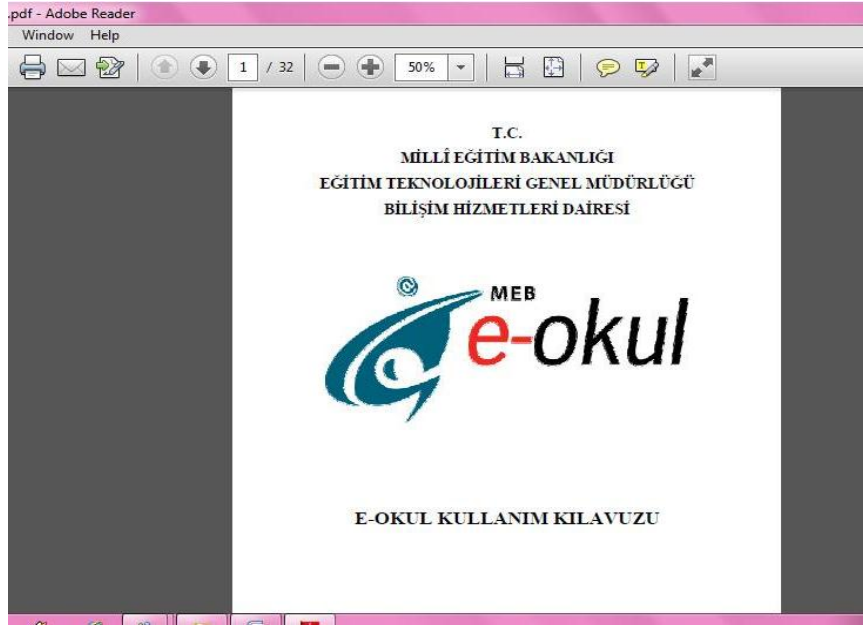 .pdf - Adobe Reader
Window Help
1 / 32 50%
T.C.
MİLLÎ EĞİTİM BAKANLIĞI
EĞİTİM TEKNOLOJİLERİ GENEL MÜDÜRLÜĞÜ
BİLİŞİM HİZMETLERİ DAİRESİ
MEB
e-okul
E-OKUL KULLANIM KILAVUZU